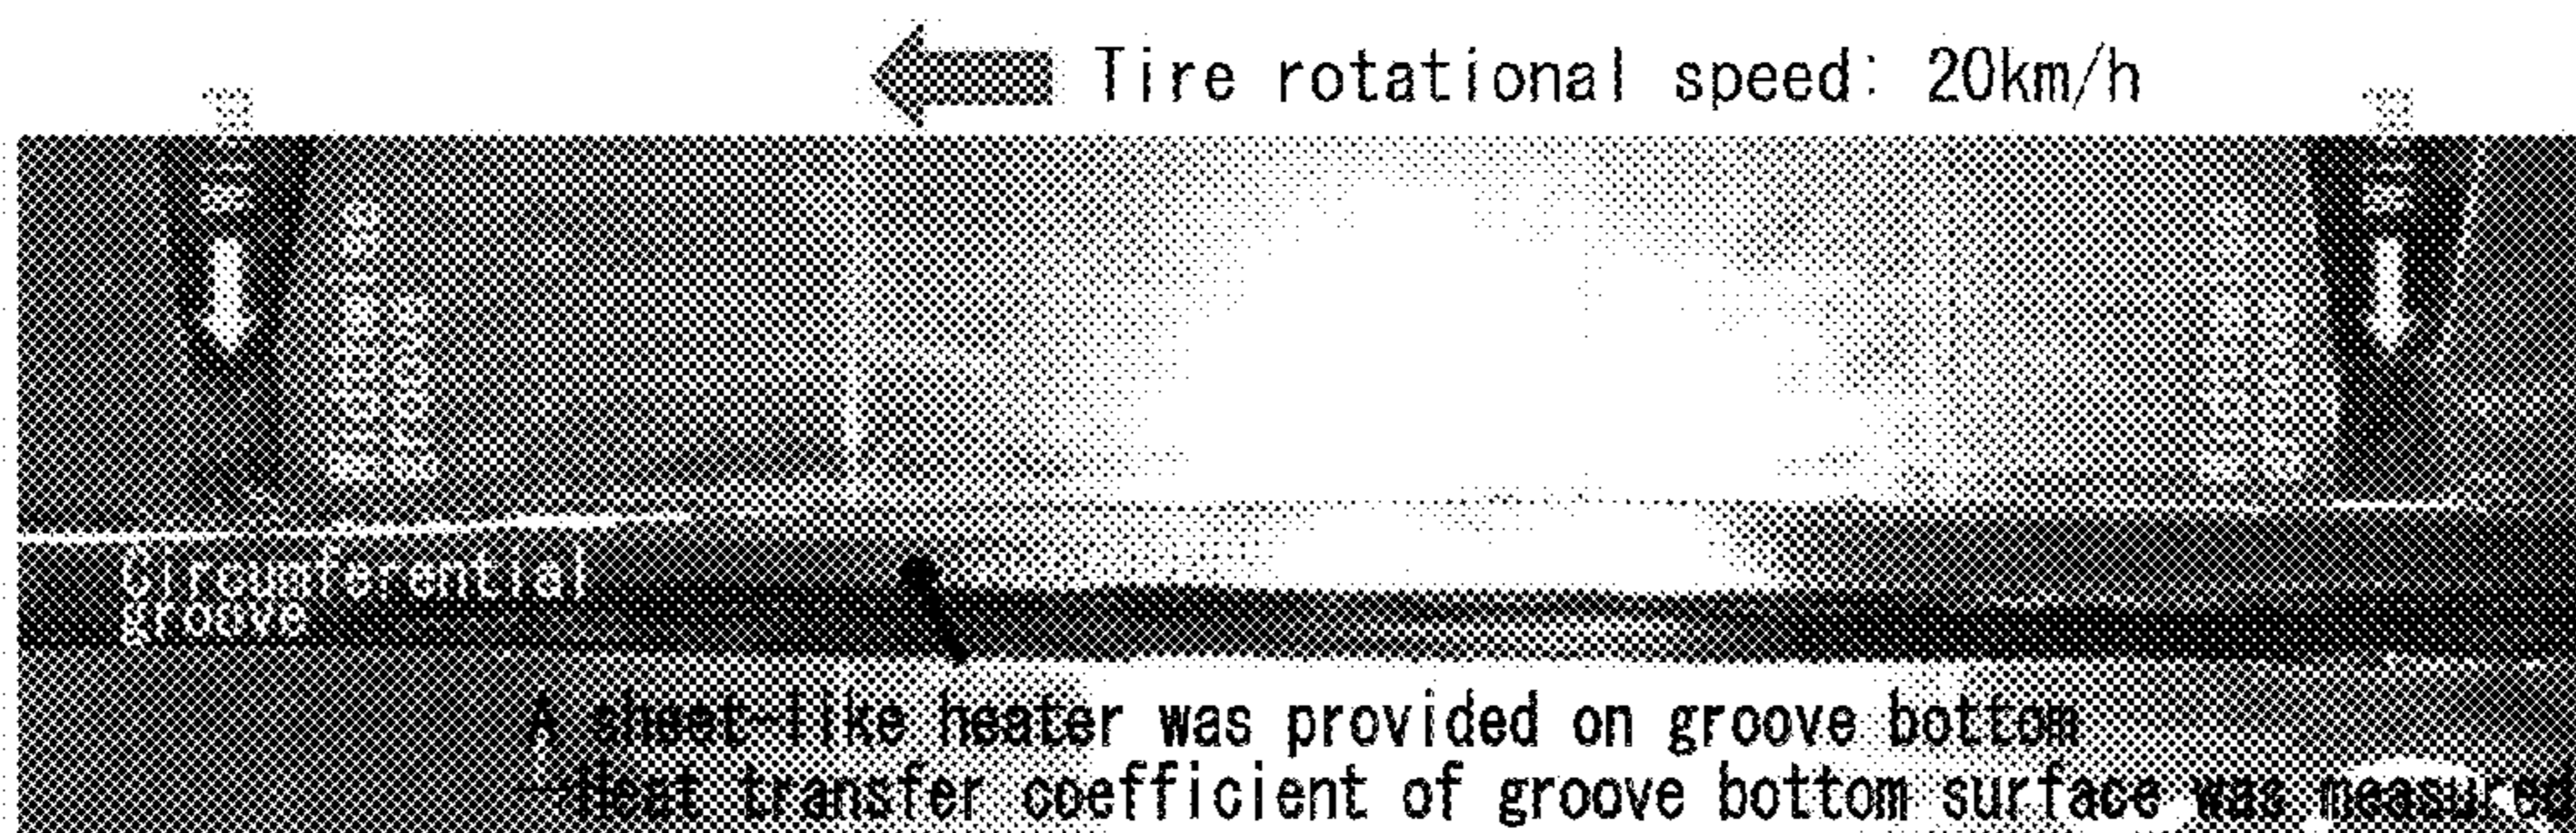 Tire rotational speed: 20km/h
Circumferential
groove
A sheet-like heater was provided on groove bottom
→Heat transfer coefficient of groove bottom surface was measured